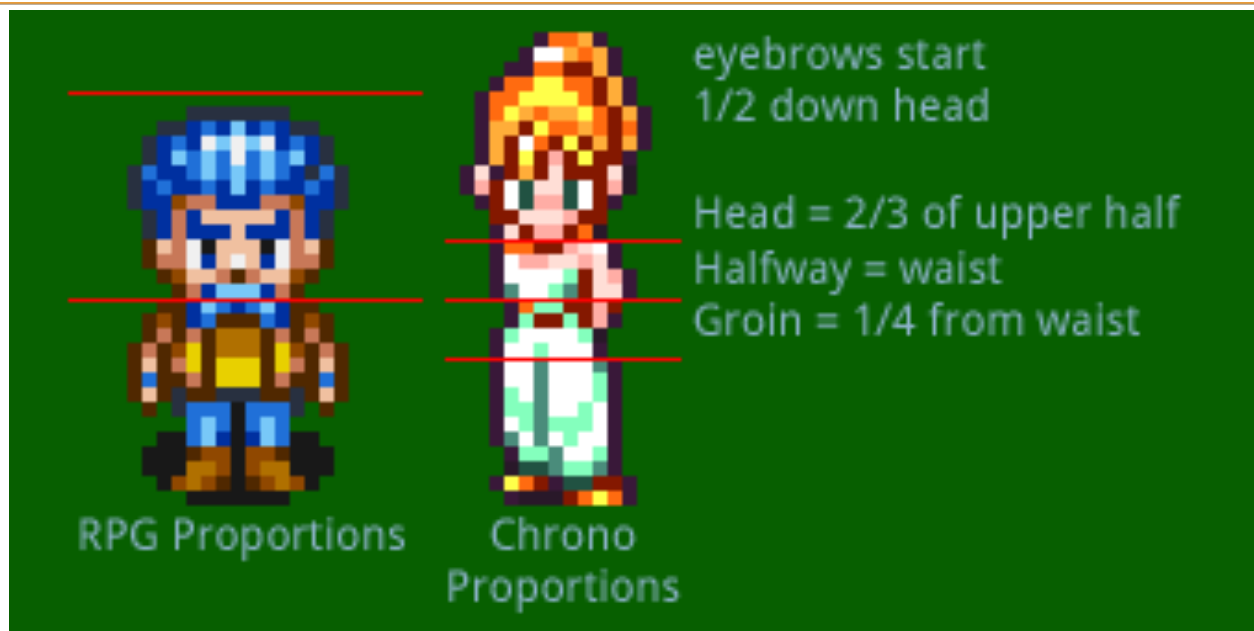 eyebrows start
1/2 down head
Head = 2/3 of upper half
Halfway = waist
Groin = 1/4 from waist
RPG Proportions
Chrono
Proportions